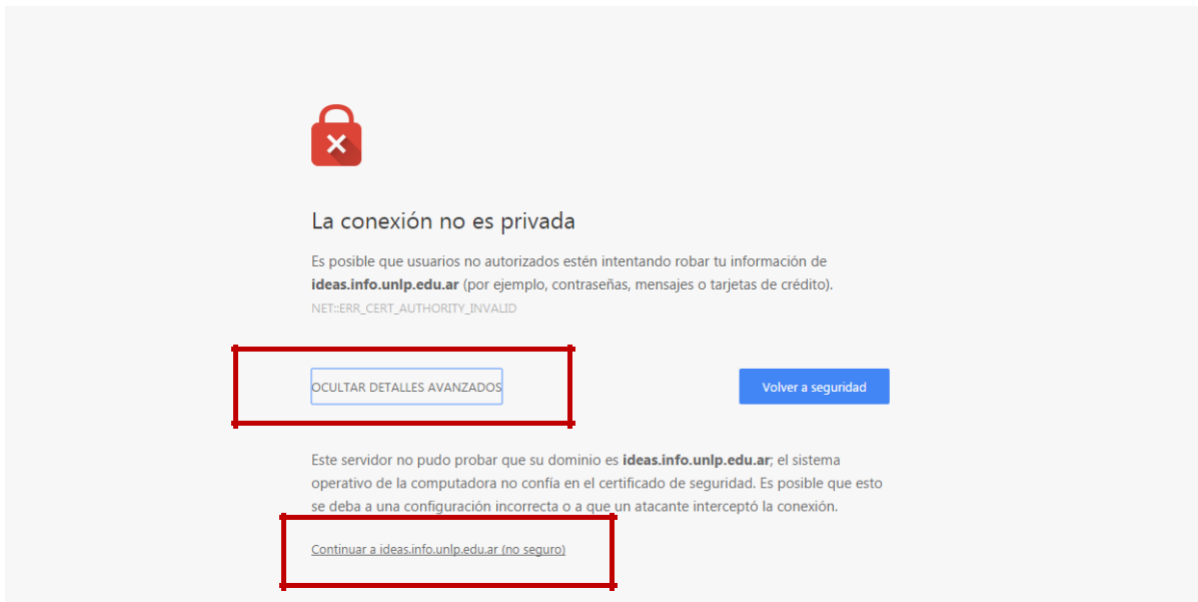 La conexión no es privada
Es posible que usuarios no autorizados estén intentando robar tu información de
ideas.info.unlp.edu.ar (por ejemplo, contraseñas, mensajes o tarjetas de crédito).
NET::ERR_CERT_AUTHORITY_INVALID
OCULTAR DETALLES AVANZADOS
Volver a seguridad
Este servidor no pudo probar que su dominio es ideas.info.unlp.edu.ar; el sistema
operativo de la computadora no confía en el certificado de seguridad. Es posible que esto
se deba a una configuración incorrecta o a que un atacante interceptó la conexión.
Continuar a ideas.info.unlp.edu.ar (no seguro)